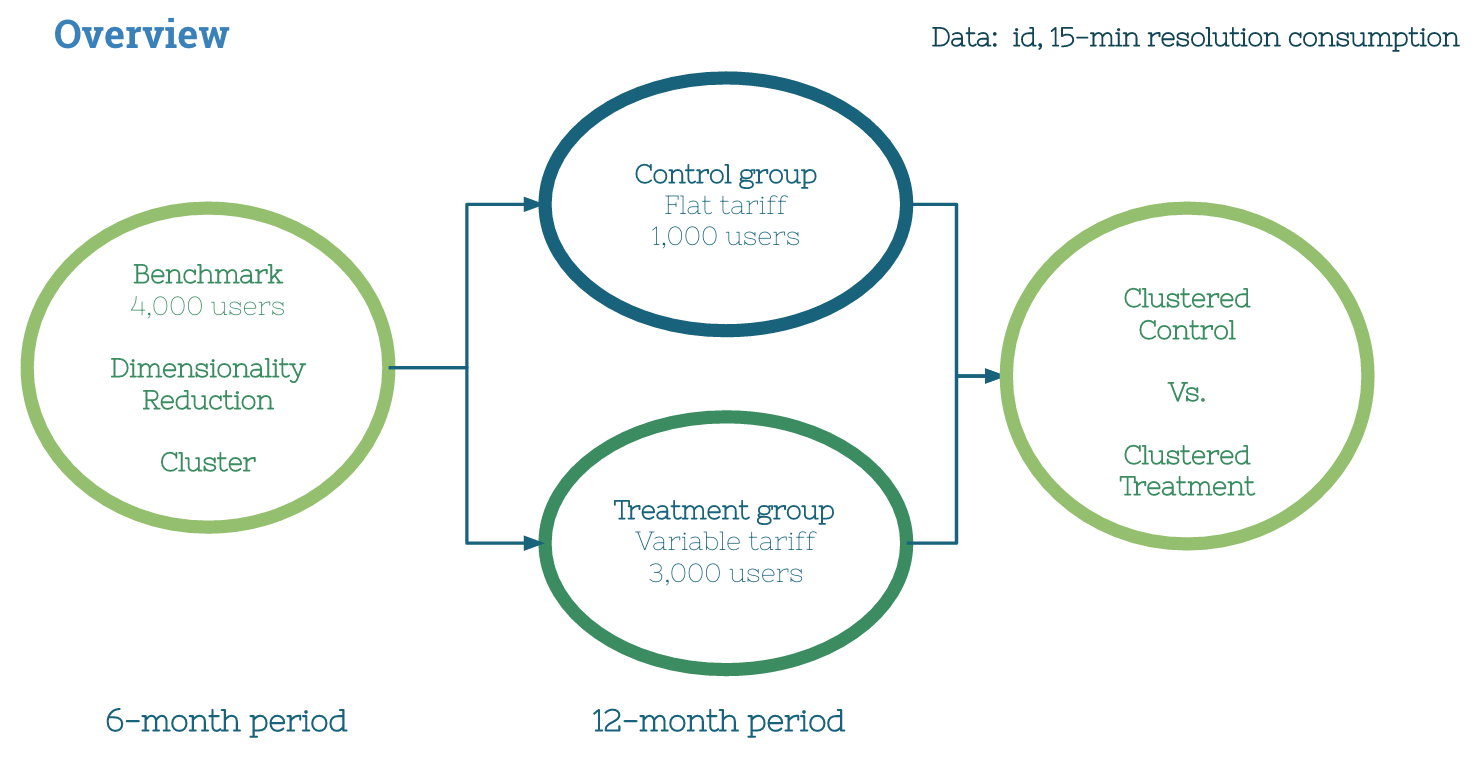 Overview
Data: id, 15-min resolution consumption
Benchmark
4,000 users
Dimensionality
Reduction
Cluster
Control group
Flat tariff
1,000 users
Treatment group
Variable tariff
3,000 users
Clustered
Control
Vs.
Clustered
Treatment
6-month period
12-month period